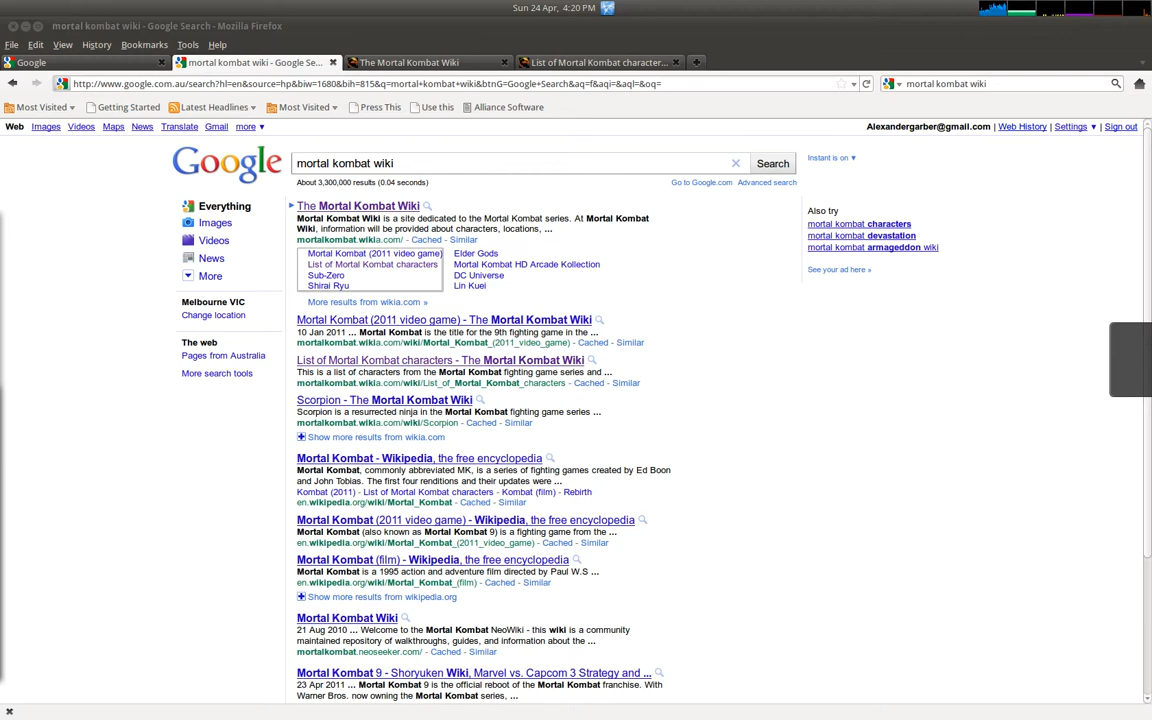 Sun 24 Apr, 4:20 PM
mortal kombat wiki - Google Search - Mozilla Firefox
File Edit View History Bookmarks Tools Help
Google mortal kombat wiki - Google Se... The Mortal Kombat Wiki List of Mortal Kombat character...
http://www.google.com.au/search?hl=en&source=hp&biw=1680&bih=815&q=mortal+kombat+wiki&btnG=Google+Search&aq=f&aqi=&aql=&oq= mortal kombat wiki
Most Visited Getting Started Latest Headlines Most Visited Press This Use this Alliance Software
Web Images Videos Maps News Translate Gmail more Alexandergarber@gmail.com | Web History | Settings | Sign out
Google
mortal kombat wiki
Search
Instant is on
About 3,300,000 results (0.04 seconds)
Go to Google.com Advanced search
Everything
Images
Videos
News
More
Melbourne VIC
Change location
The web
Pages from Australia
More search tools
The Mortal Kombat Wiki
Mortal Kombat Wiki is a site dedicated to the Mortal Kombat series. At Mortal Kombat
Wiki, information will be provided about characters, locations, ...
mortalkombat.wikia.com/ - Cached - Similar
Mortal Kombat (2011 video game) Elder Gods
List of Mortal Kombat characters Mortal Kombat HD Arcade Kollection
Sub-Zero DC Universe
Shirai Ryu Lin Kuei
More results from wikia.com »
Mortal Kombat (2011 video game) - The Mortal Kombat Wiki
10 Jan 2011 ... Mortal Kombat is the title for the 9th fighting game in the ...
mortalkombat.wikia.com/wiki/Mortal_Kombat_(2011_video_game) - Cached - Similar
List of Mortal Kombat characters - The Mortal Kombat Wiki
This is a list of characters from the Mortal Kombat fighting game series and ...
mortalkombat.wikia.com/wiki/List_of_Mortal_Kombat_characters - Cached - Similar
Scorpion - The Mortal Kombat Wiki
Scorpion is a resurrected ninja in the Mortal Kombat fighting game series ...
mortalkombat.wikia.com/wiki/Scorpion - Cached - Similar
Show more results from wikia.com
Mortal Kombat - Wikipedia, the free encyclopedia
Mortal Kombat, commonly abbreviated MK, is a series of fighting games created by Ed Boon
and John Tobias. The first four renditions and their updates were ...
Kombat (2011) - List of Mortal Kombat characters - Kombat (film) - Rebirth
en.wikipedia.org/wiki/Mortal_Kombat - Cached - Similar
Mortal Kombat (2011 video game) - Wikipedia, the free encyclopedia
Mortal Kombat (also known as Mortal Kombat 9) is a fighting game from the ...
en.wikipedia.org/wiki/Mortal_Kombat_(2011_video_game) - Cached - Similar
Mortal Kombat (film) - Wikipedia, the free encyclopedia
Mortal Kombat is a 1995 action and adventure film directed by Paul W.S ...
en.wikipedia.org/wiki/Mortal_Kombat_(film) - Cached - Similar
Show more results from wikipedia.org
Mortal Kombat Wiki
21 Aug 2010 ... Welcome to the Mortal Kombat NeoWiki - this wiki is a community
maintained repository of walkthroughs, guides, and information about the ...
mortalkombat.neoseeker.com/ - Cached - Similar
Mortal Kombat 9 - Shoryuken Wiki, Marvel vs. Capcom 3 Strategy and ...
23 Apr 2011 ... Mortal Kombat 9 is the official reboot of the Mortal Kombat franchise. With
Warner Bros. now owning the Mortal Kombat series, ...
Also try
mortal kombat characters
mortal kombat devastation
mortal kombat armageddon wiki
See your ad here »